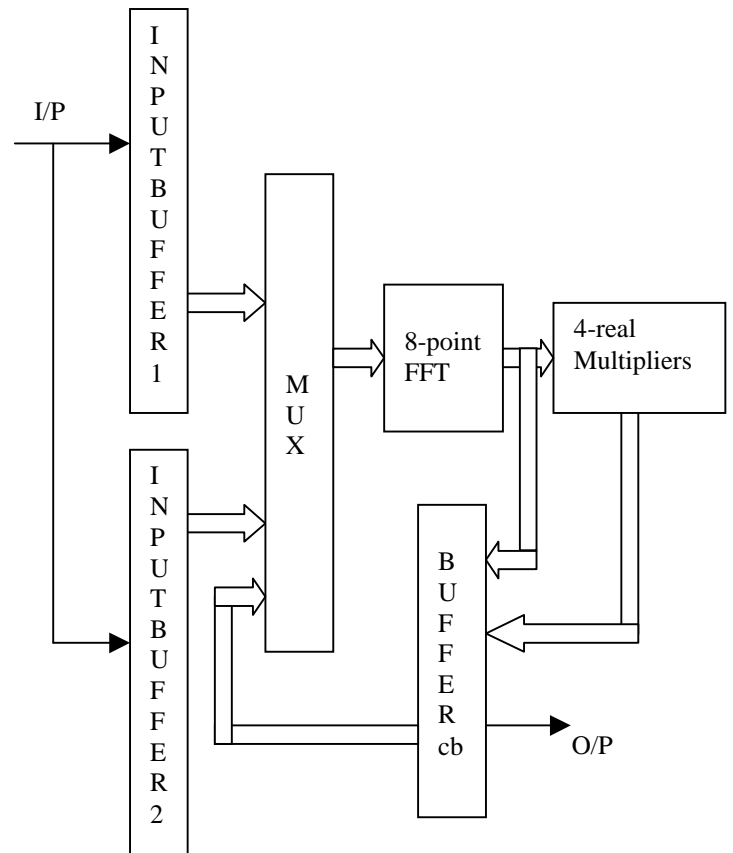 I/P
I
N
P
U
T
B
U
F
F
E
R
1
I
N
P
U
T
B
U
F
F
E
R
2
M
U
X
8-point
FFT
4-real
Multipliers
B
U
F
F
E
R
cb
O/P